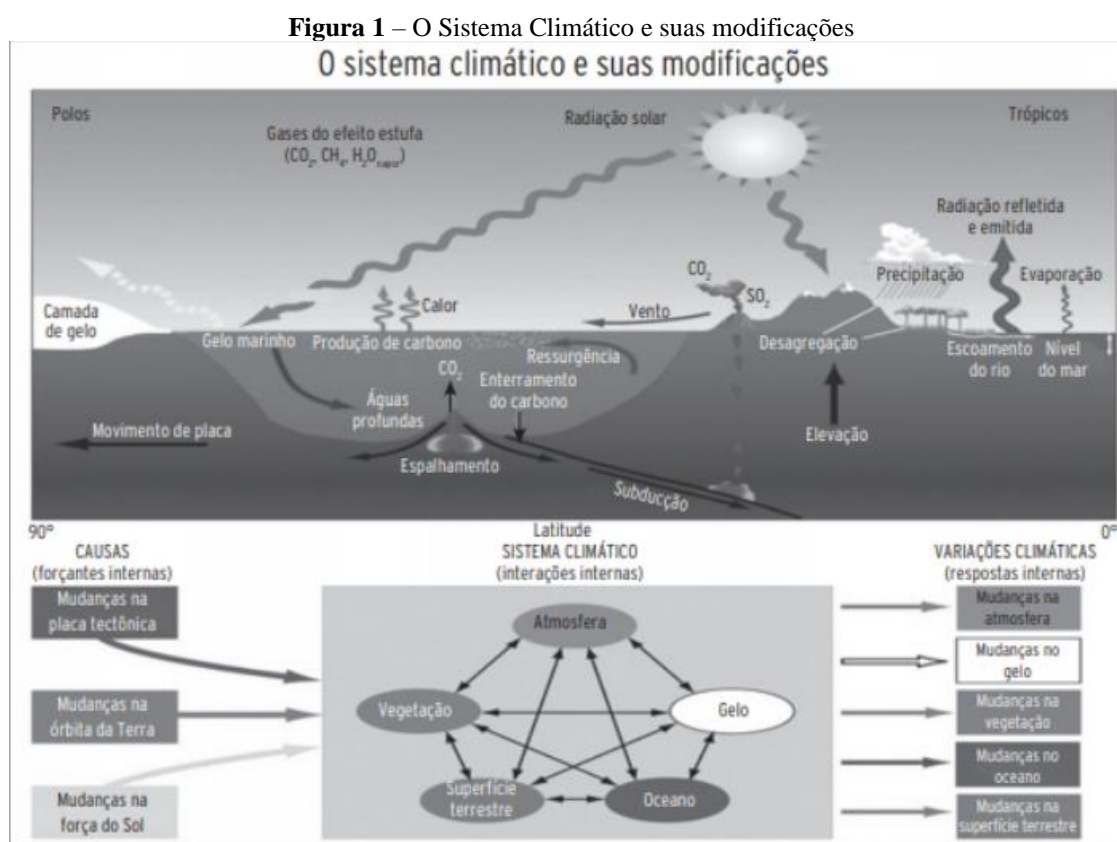 Figura 1 – O Sistema Climático e suas modificações
O sistema climático e suas modificações
Polos
Radiação solar
Trópicos
Gases do efeito estufa
(CO2, CH4, H2Ovapor)
Radiação refletida
e emitida
CO2
SO2
Precipitação
Evaporação
Camada
de gelo
Calor
Vento
Gelo marinho
Produção de carbono
Ressurgência
Desagregação
Escoamento
do rio
Nível
do mar
CO2
Enterramento
do carbono
Águas
profundas
Movimento de placa
Espalhamento
Elevação
Subducção
90°
Latitude
0°
CAUSAS
(forçantes internas)
SISTEMA CLIMÁTICO
(interações internas)
VARIAÇÕES CLIMÁTICAS
(respostas internas)
Mudanças na
placa tectônica
Mudanças na
órbita da Terra
Mudanças na
força do Sol
Atmosfera
Vegetação
Gelo
Superfície
terrestre
Oceano
Mudanças na
atmosfera
Mudanças no
gelo
Mudanças na
vegetação
Mudanças no
oceano
Mudanças na
superfície terrestre